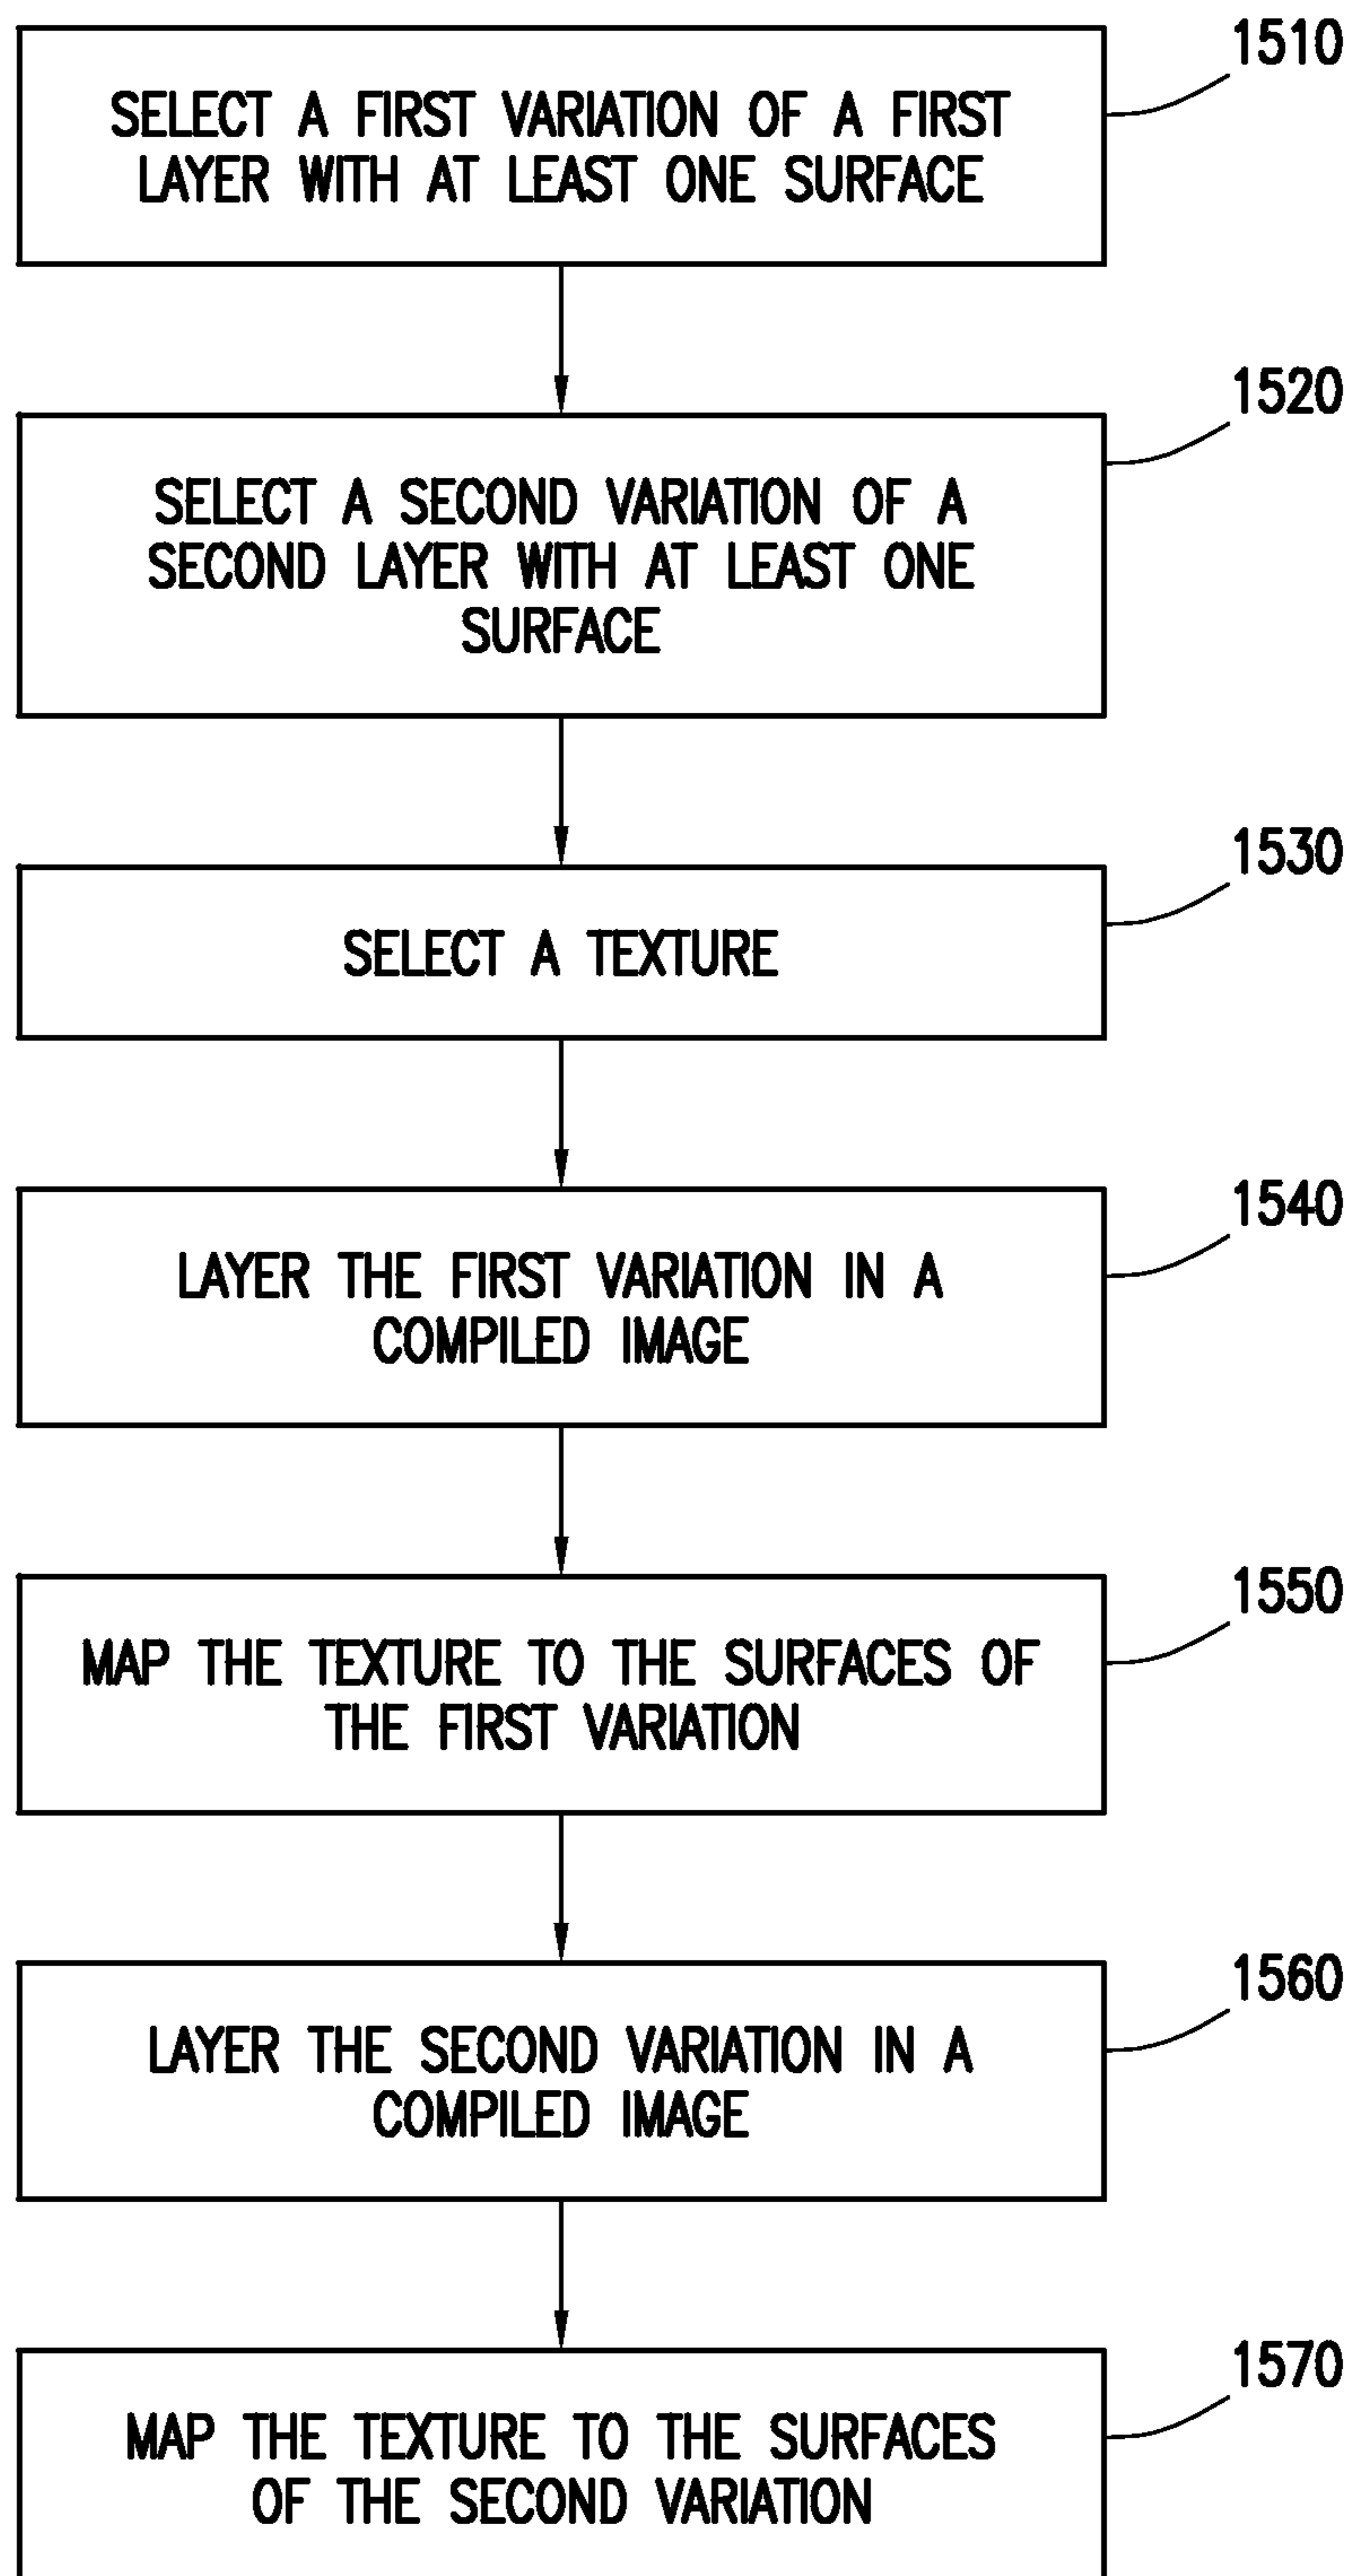 1510
SELECT A FIRST VARIATION OF A FIRST
LAYER WITH AT LEAST ONE SURFACE
1520
SELECT A SECOND VARIATION OF A
SECOND LAYER WITH AT LEAST ONE
SURFACE
1530
SELECT A TEXTURE
1540
LAYER THE FIRST VARIATION IN A
COMPILED IMAGE
1550
MAP THE TEXTURE TO THE SURFACES OF
THE FIRST VARIATION
1560
LAYER THE SECOND VARIATION IN A
COMPILED IMAGE
1570
MAP THE TEXTURE TO THE SURFACES
OF THE SECOND VARIATION